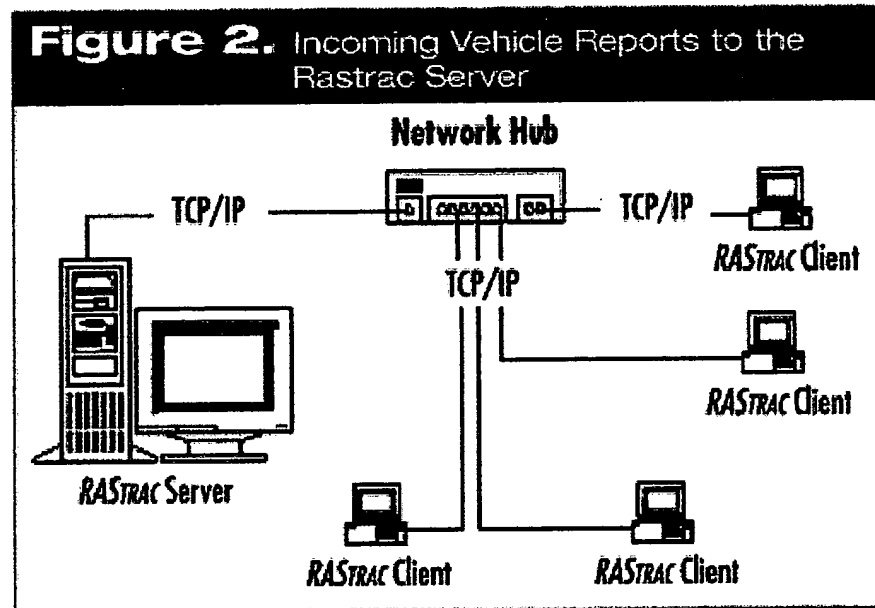 Figure 2. Incoming Vehicle Reports to the
Rastrac Server
Network Hub
TCP/IP
TCP/IP
RASTRAC Client
TCP/IP
RASTRAC Client
RASTRAC Server
RASTRAC Client
RASTRAC Client